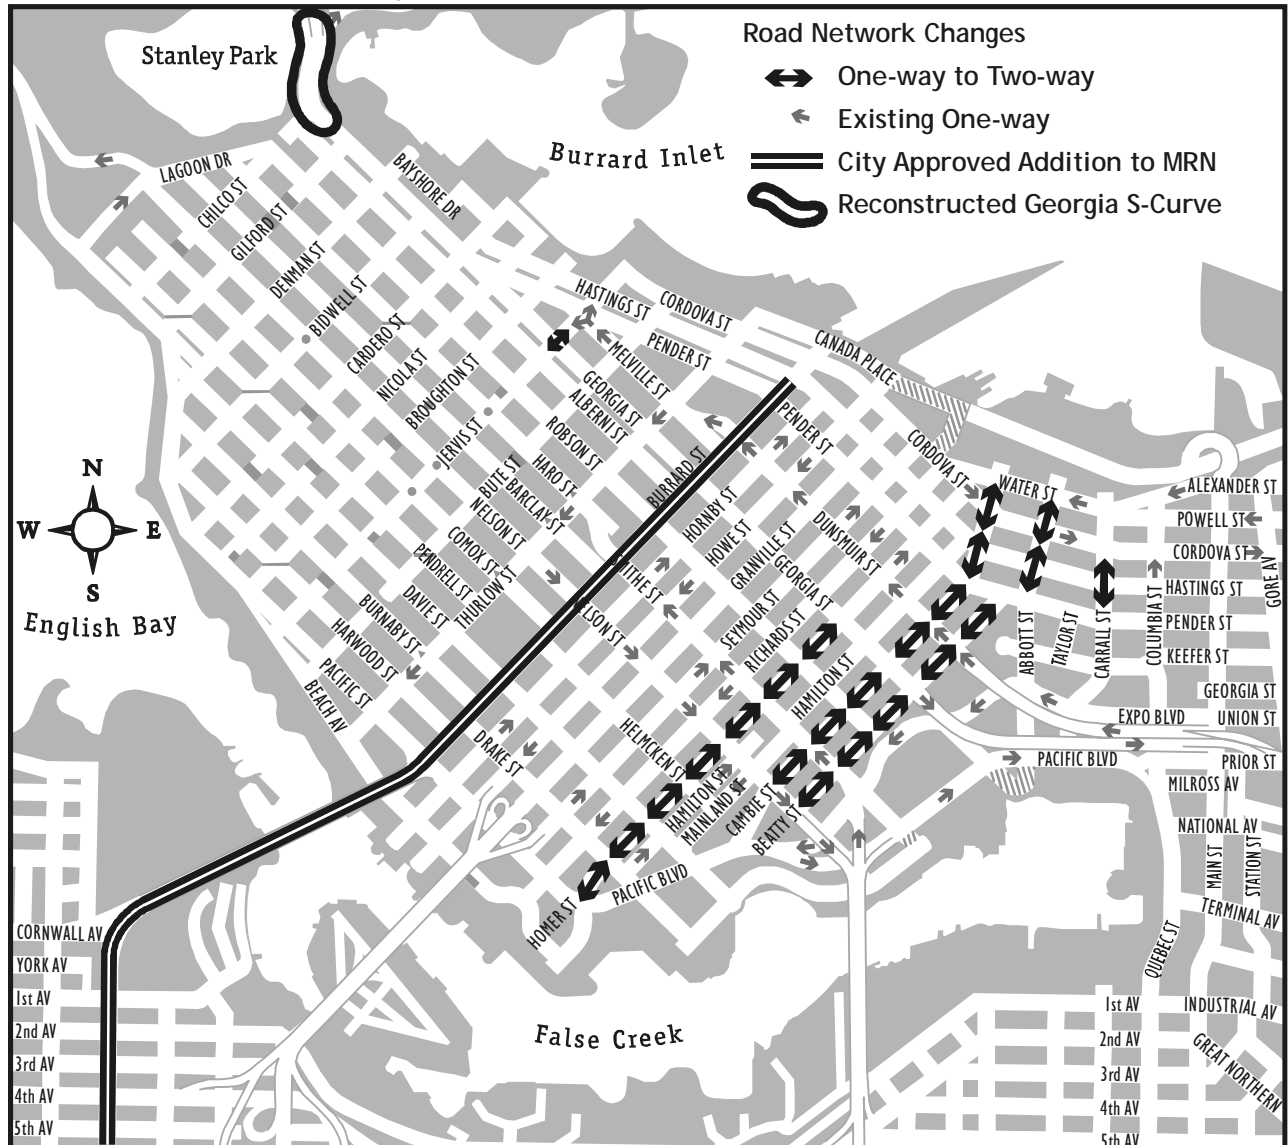 Road Network Changes
One-way to Two-way
Existing One-way
City Approved Addition to MRN
Reconstructed Georgia S-Curve
Stanley Park
Burrard Inlet
LAGOON DR
CHILCO ST
GILFORD ST
DENMAN ST
BIDWELL ST
CARDERO ST
NICOLA ST
BROUGHTON ST
JERVIS ST
BUTE ST
BAYSHORE DR
HASTINGS ST
CORDOVA ST
PENDER ST
MELVILLE ST
GEORGIA ST
ALBERNI ST
ROBSON ST
HARO ST
BARCLAY ST
NELSON ST
COMOX ST
PENDRELL ST
DAVIE ST
BURNABY ST
HARWOOD ST
PACIFIC ST
BEACH AV
THURLOW ST
BURRARD ST
CANADA PLACE
PENDER ST
CORDOVA ST
WATER ST
ALEXANDER ST
POWELL ST
CORDOVA ST
HASTINGS ST
PENDER ST
KEEFER ST
GEORGIA ST
UNION ST
PRIOR ST
GORE AV
HORNBY ST
HOWE ST
GRANVILLE ST
GEORGIA ST
DUNSMUIR ST
SEYMOUR ST
RICHARDS ST
HAMILTON ST
SMITHE ST
NELSON ST
HELMCKEN ST
DRAKE ST
HAMILTON ST
MAINLAND ST
CAMBIE ST
BEATTY ST
HOMER ST
PACIFIC BLVD
ABBOTT ST
TAYLOR ST
CARRALL ST
COLUMBIA ST
EXPO BLVD
PACIFIC BLVD
MILROSS AV
NATIONAL AV
MAIN ST
STATION ST
TERMINAL AV
QUEBEC ST
INDUSTRIAL AV
GREAT NORTHERN
N
W
E
S
English Bay
False Creek
CORNWALL AV
YORK AV
1st AV
2nd AV
3rd AV
4th AV
5th AV
1st AV
2nd AV
3rd AV
4th AV
5th AV